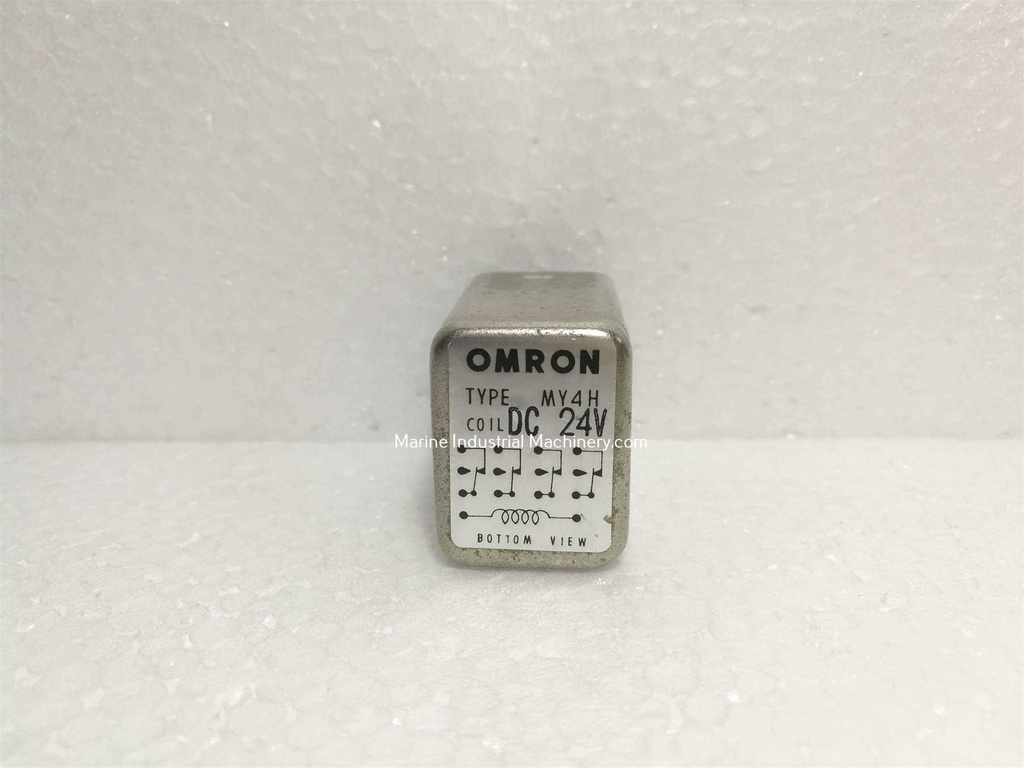 OMRON
TYPE MY4H
COIL DC 24V
Marine Industrial Machinery.com
BOTTOM VIEW